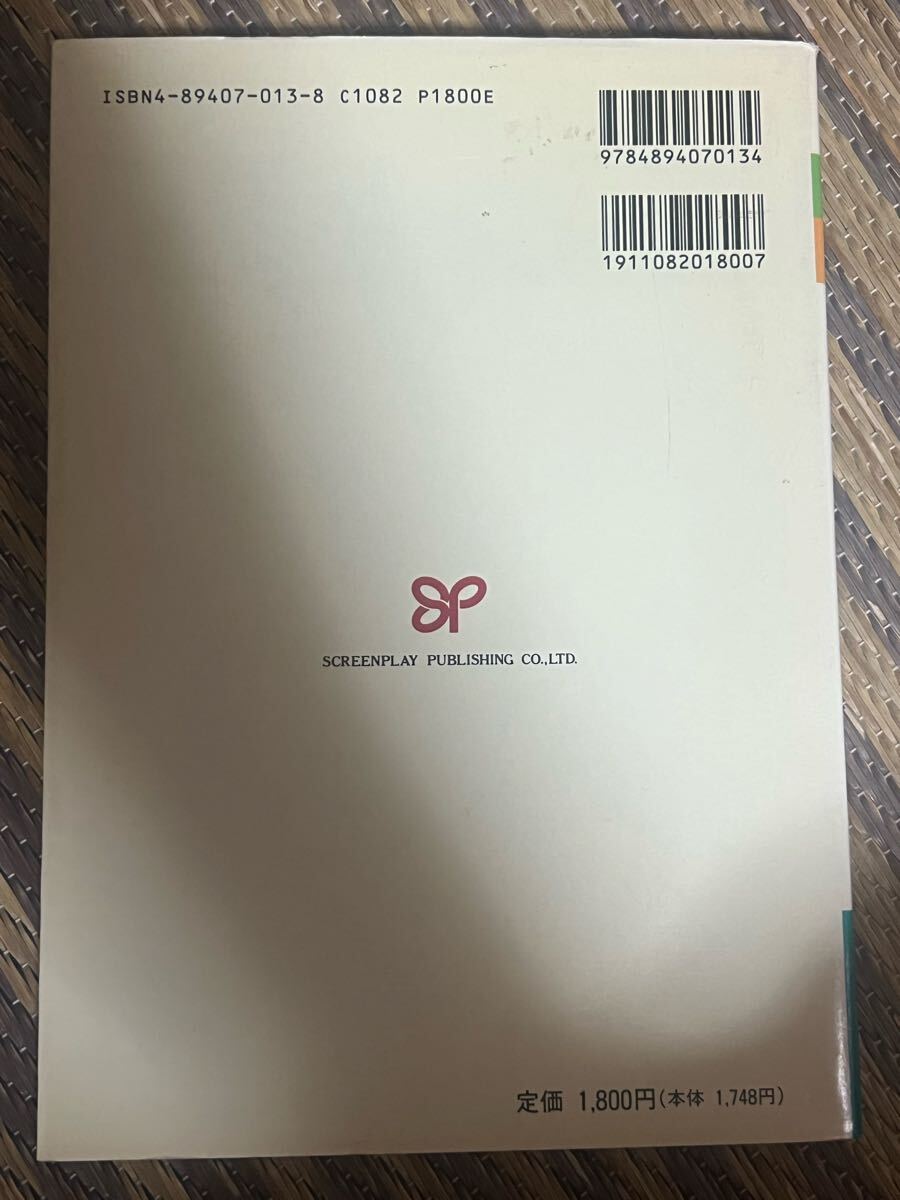 ISBN4-89407-013-8 C1082 P1800E
9784894070134
1911082018007
SP
SCREENPLAY PUBLISHING CO.,LTD.
定価 1,800円(本体 1,748円)